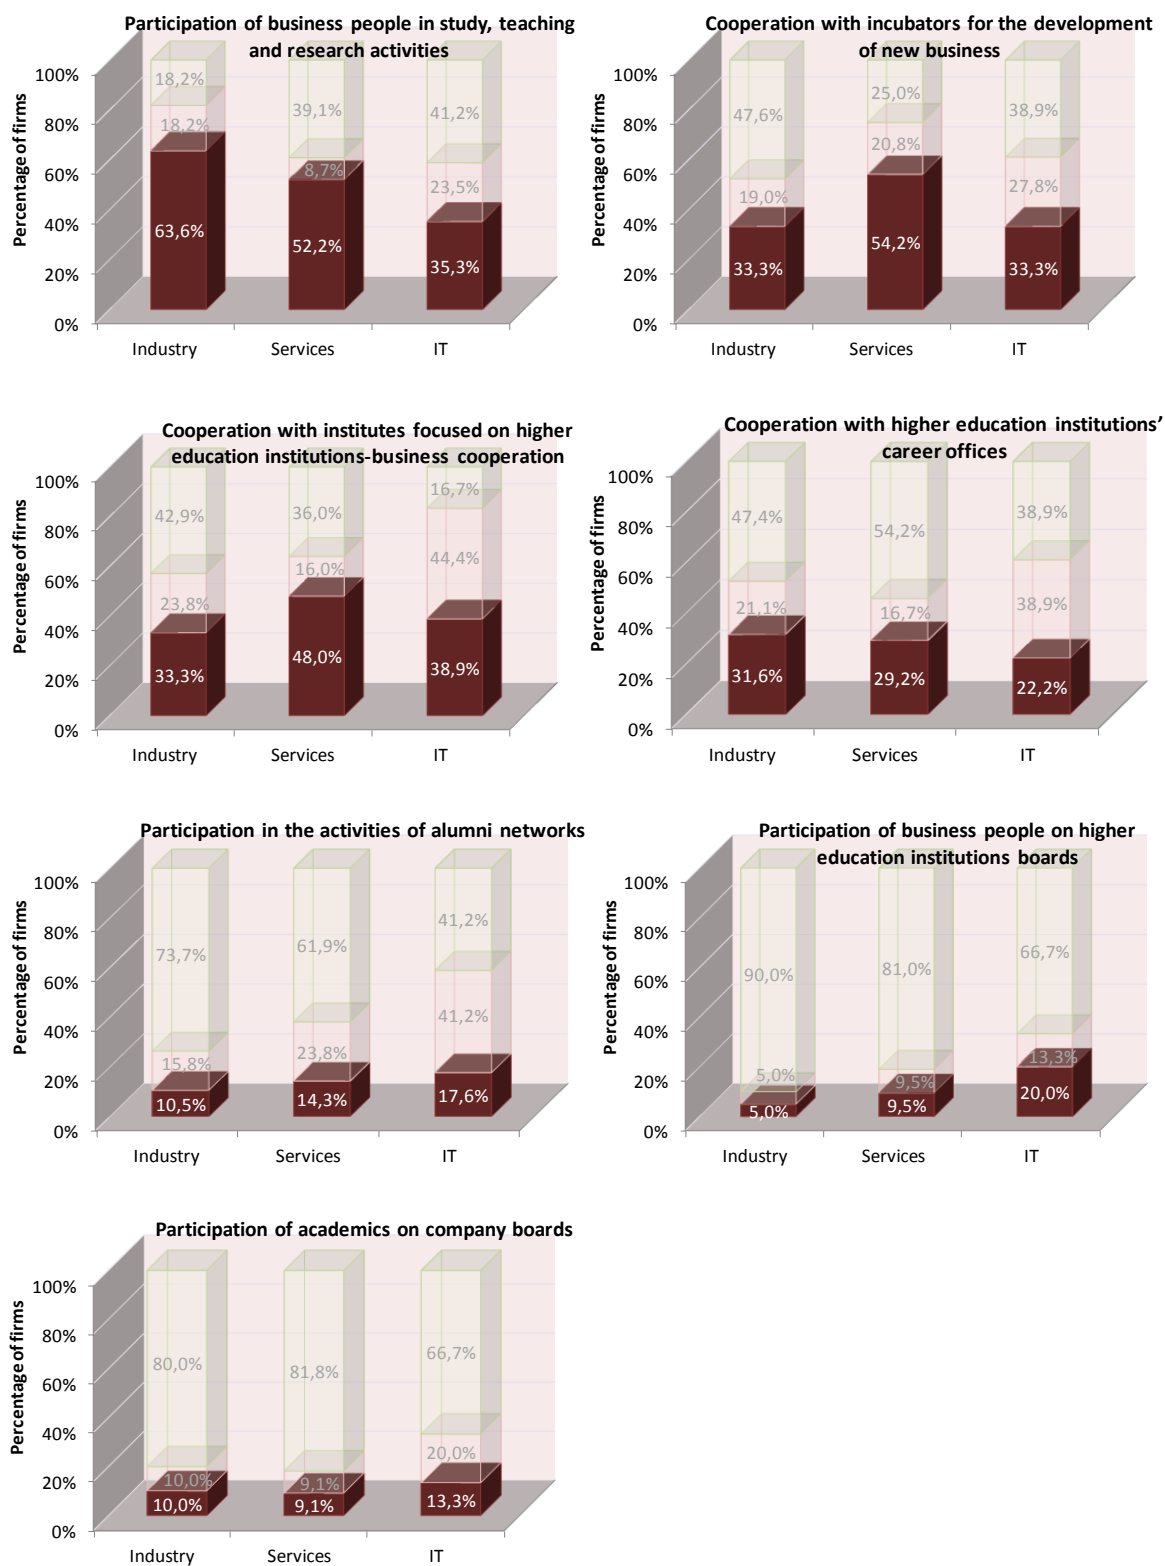 Participation of business people in study, teaching
and research activities
Percentage of firms
100%
80%
60%
40%
20%
0%
18,2%
18,2%
63,6%
39,1%
8,7%
52,2%
41,2%
23,5%
35,3%
Industry
Services
IT
Cooperation with incubators for the development
of new business
Percentage of firms
100%
80%
60%
40%
20%
0%
47,6%
19,0%
33,3%
25,0%
20,8%
54,2%
38,9%
27,8%
33,3%
Industry
Services
IT
Cooperation with institutes focused on higher
education institutions-business cooperation
Percentage of firms
100%
80%
60%
40%
20%
0%
42,9%
23,8%
33,3%
36,0%
16,0%
48,0%
16,7%
44,4%
38,9%
Industry
Services
IT
Cooperation with higher education institutions’
career offices
Percentage of firms
100%
80%
60%
40%
20%
0%
47,4%
21,1%
31,6%
54,2%
16,7%
29,2%
38,9%
38,9%
22,2%
Industry
Services
IT
Participation in the activities of alumni networks
Percentage of firms
100%
80%
60%
40%
20%
0%
73,7%
15,8%
10,5%
61,9%
23,8%
14,3%
41,2%
41,2%
17,6%
Industry
Services
IT
Participation of business people on higher
education institutions boards
Percentage of firms
100%
80%
60%
40%
20%
0%
90,0%
5,0%
5,0%
81,0%
9,5%
9,5%
66,7%
13,3%
20,0%
Industry
Services
IT
Participation of academics on company boards
Percentage of firms
100%
80%
60%
40%
20%
0%
80,0%
10,0%
10,0%
81,8%
9,1%
9,1%
66,7%
20,0%
13,3%
Industry
Services
IT